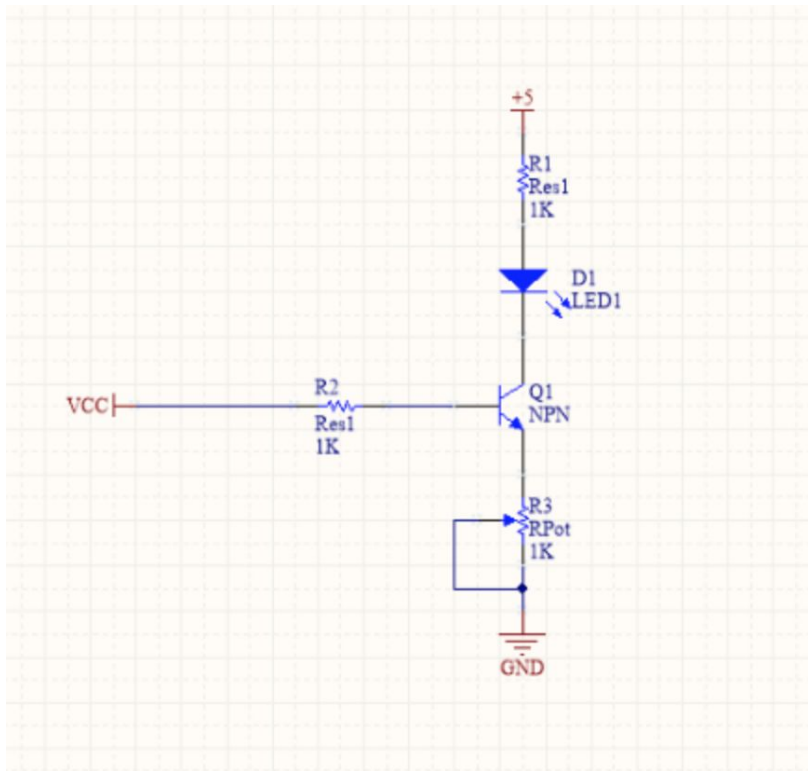 +5
R1
Res1
1K
D1
LED1
VCC
R2
Res1
1K
Q1
NPN
R3
RPot
1K
GND